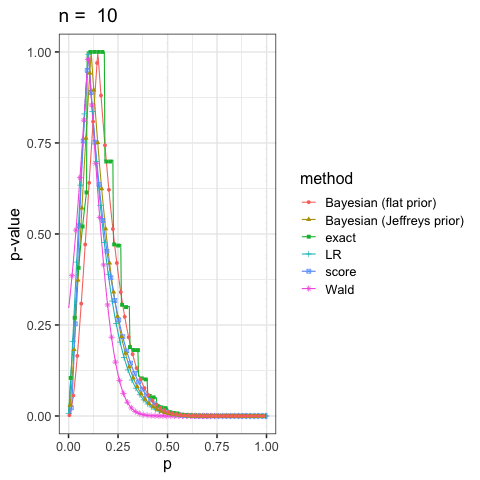 n =  10
1.00
0.75
0.50
0.25
0.00
p-value
0.00 0.25 0.50 0.75 1.00
p
method
Bayesian (flat prior)
Bayesian (Jeffreys prior)
exact
LR
score
Wald